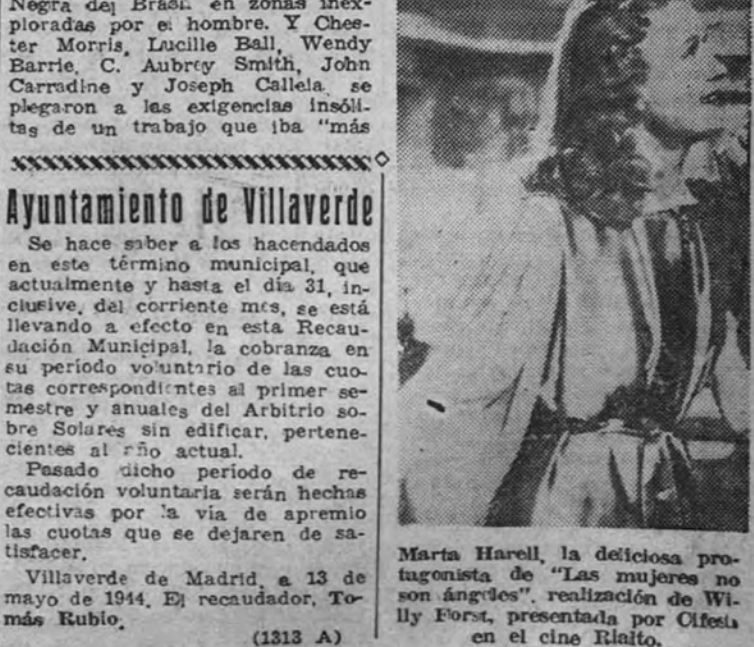 Negra del Brasil en zonas inex-
ploradas por el hombre. Y Ches-
ter Morris, Lucille Ball, Wendy
Barrie, C. Aubrey Smith, John
Carradine y Joseph Calleia se
plegaron a las exigencias insóli-
tas de un trabajo que iba "más
Ayuntamiento de Villaverde
Se hace saber a los hacendados
en este término municipal, que
actualmente y hasta el día 31, in-
clusive, del corriente mes, se está
llevando a efecto en esta Recau-
dación Municipal, la cobranza en
su período voluntario de las cuo-
tas correspondientes al primer se-
mestre y anuales del Arbitrio so-
bre Solares sin edificar, pertene-
cientes al año actual.
Pasado dicho período de re-
caudación voluntaria serán hechas
efectivas por la vía de apremio
las cuotas que se dejaren de sa-
tisfacer.
Villaverde de Madrid, a 13 de
mayo de 1944. El recaudador, To-
más Rubio.
(1313 A)
Marta Harell, la deliciosa pro-
tagonista de "Las mujeres no
son ángeles", realización de Wi-
lly Forst, presentada por Cifesa
en el cine Rialto.